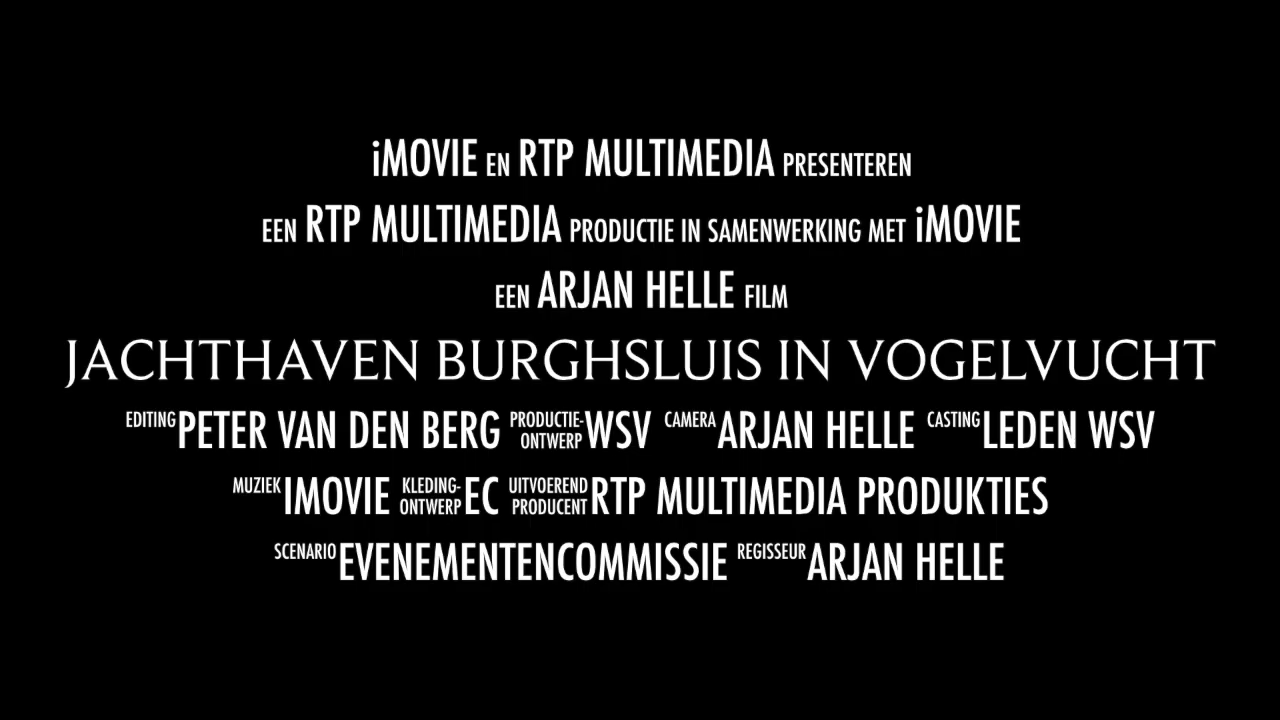 iMOVIE EN RTP MULTIMEDIA PRESENTEREN
EEN RTP MULTIMEDIA PRODUCTIE IN SAMENWERKING MET iMOVIE
EEN ARJAN HELLE FILM
JACHTHAVEN BURGHSLUIS IN VOGELVUCHT
EDITING PETER VAN DEN BERG PRODUCTIE-ONTWERP WSV CAMERA ARJAN HELLE CASTING LEDEN WSV
MUZIEK IMOVIE KLEDING-ONTWERP EC UITVOEREND PRODUCENT RTP MULTIMEDIA PRODUKTIES
SCENARIO EVENEMENTENCOMMISSIE REGISSEUR ARJAN HELLE